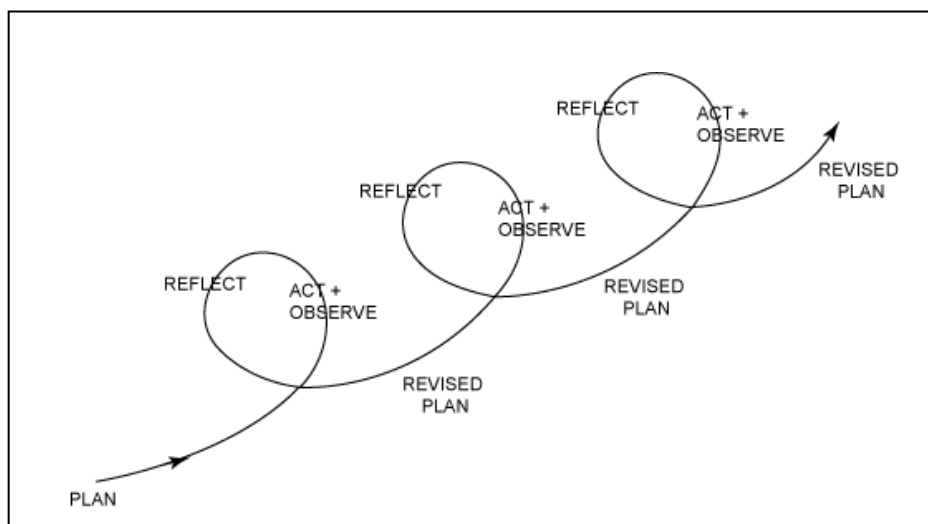 REFLECT
ACT +
OBSERVE
REVISED
PLAN
REFLECT
ACT +
OBSERVE
REVISED
PLAN
REFLECT
ACT +
OBSERVE
REVISED
PLAN
PLAN